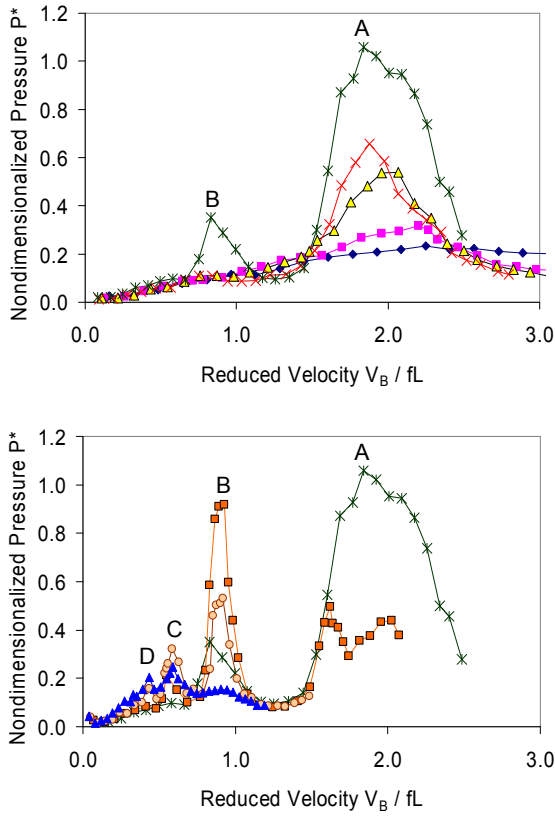 Nondimensionalized Pressure P*
1.2
1.0
0.8
0.6
0.4
0.2
0.0
A
B
0.0 1.0 2.0 3.0
Reduced Velocity V_B / fL
Nondimensionalized Pressure P*
1.2
1.0
0.8
0.6
0.4
0.2
0.0
A
B
C
D
0.0 1.0 2.0 3.0
Reduced Velocity V_B / fL